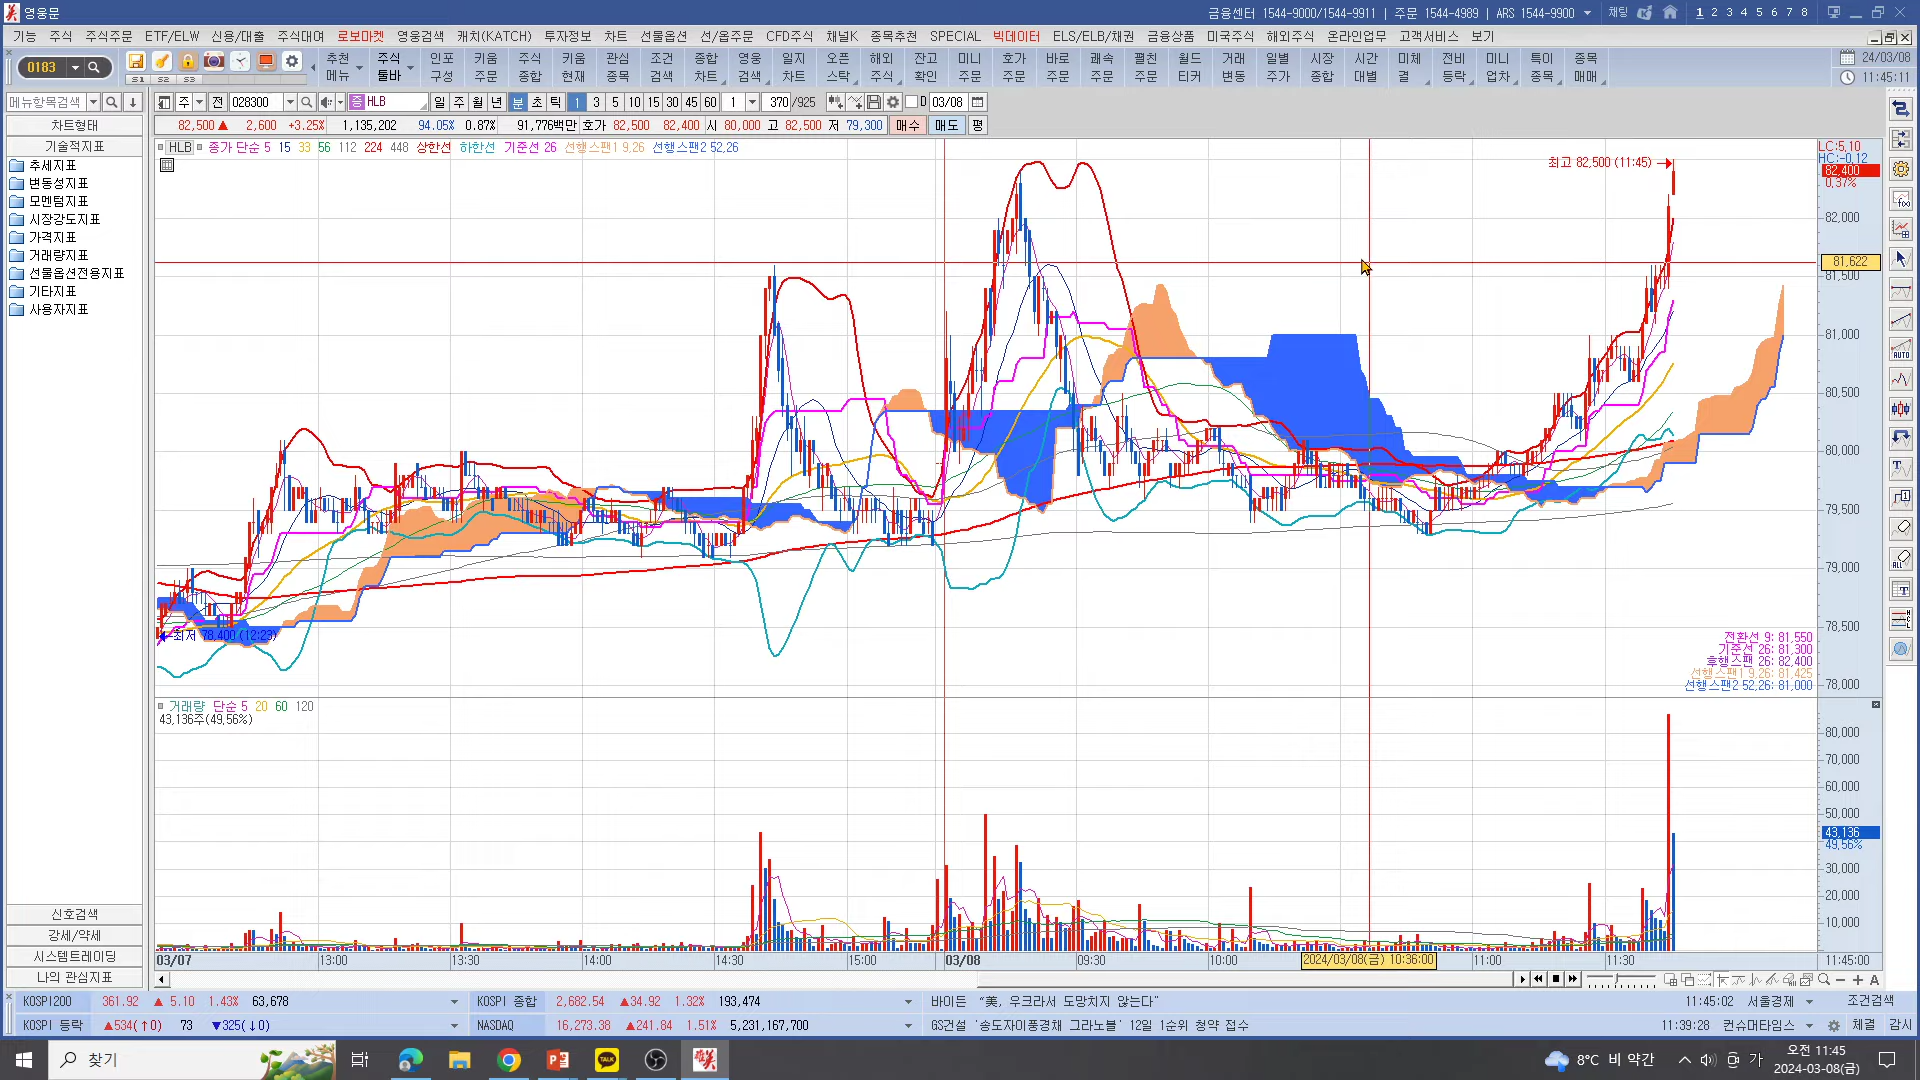 영웅문
금융센터 1544-9000/1544-9911 | 주문 1544-4989 | ARS 1544-9900 채팅 1 2 3 4 5 6 7 8
기능 주식 주식주문 ETF/ELW 신용/대출 주식대여 로보마켓 영웅검색 캐치(KATCH) 투자정보 차트 선물옵션 선/옵주문 CFD주식 채널K 종목추천 SPECIAL 빅데이터 ELS/ELB/채권 금융상품 미국주식 해외주식 온라인업무 고객서비스 보기
0183 S1 S2 S3
추천 주식 인포 키움 주식 키움 관심 조건 종합 영웅 일지 오픈 해외 잔고 미니 호가 바로 쾌속 펼친 월드 거래 일별 시장 시간 미체 전비 미니 특이 종목
메뉴 툴바 구성 주문 종합 현재 종목 검색 차트 검색 차트 스탁 주식 확인 주문 주문 주문 주문 주문 티커 변동 주가 종합 대별 결 등락 업차 종목 매매
24/03/08
11:45:11
메뉴항목검색 주 전 028300 증 HLB 일 주 월 년 분 초 틱 1 3 5 10 15 30 45 60 1 370 /925 D 03/08
차트형태
82,500 ▲ 2,600 +3.25% 1,135,202 94.05% 0.87% 91,776백만 호가 82,500 82,400 시 80,000 고 82,500 저 79,300 매수 매도 평
기술적지표
HLB 종가 단순 5 15 33 56 112 224 448 상한선 하한선 기준선 26 선행스팬1 9,26 선행스팬2 52,26
추세지표
변동성지표
모멘텀지표
시장강도지표
가격지표
거래량지표
선물옵션전용지표
기타지표
사용자지표
최고 82,500 (11:45) →
LC:5,10
HC:-0,12
82,400
0,37%
82,000
81,622
81,500
81,000
80,500
80,000
79,500
79,000
78,500
78,000
←최저 78,400 (12:23)
전환선 9: 81,550
기준선 26: 81,300
후행스팬 26: 82,400
선행스팬1 9,26: 81,425
선행스팬2 52,26: 81,000
거래량 단순 5 20 60 120
43,136주(49,56%)
80,000
70,000
60,000
50,000
43,136
49,56%
30,000
20,000
10,000
신호검색
강세/약세
시스템트레이딩
나의 관심지표
03/07 13:00 13:30 14:00 14:30 15:00 03/08 09:30 10:00 2024/03/08(금) 10:36:00 11:00 11:30 11:45:00
KOSPI200 361.92 ▲ 5.10 1.43% 63,678 KOSPI 종합 2,682.54 ▲34.92 1.32% 193,474 바이든 "美, 우크라서 도망치지 않는다" 11:45:02 서울경제 조건검색
KOSPI 등락 ▲534(↑0) 73 ▼325(↓0) NASDAQ 16,273.38 ▲241.84 1.51% 5,231,167,700 GS건설 '송도자이풍경채 그라노블' 12일 1순위 청약 접수 11:39:28 컨슈머타임스 체결 감시
찾기 8°C 비 약간 가 오전 11:45
2024-03-08(금)